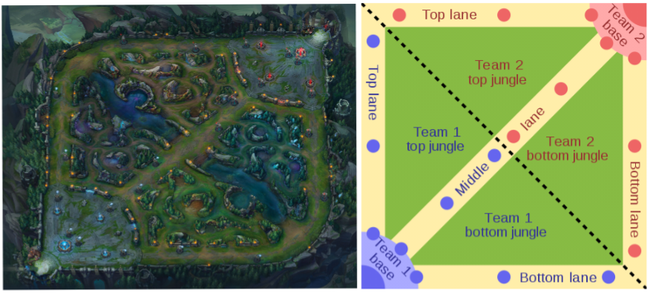 Top lane
Team 2
base
Team 2
top jungle
Top lane
lane
Team 1
top jungle
Team 2
bottom jungle
Middle
Bottom lane
Team 1
bottom jungle
Team 1
base
Bottom lane